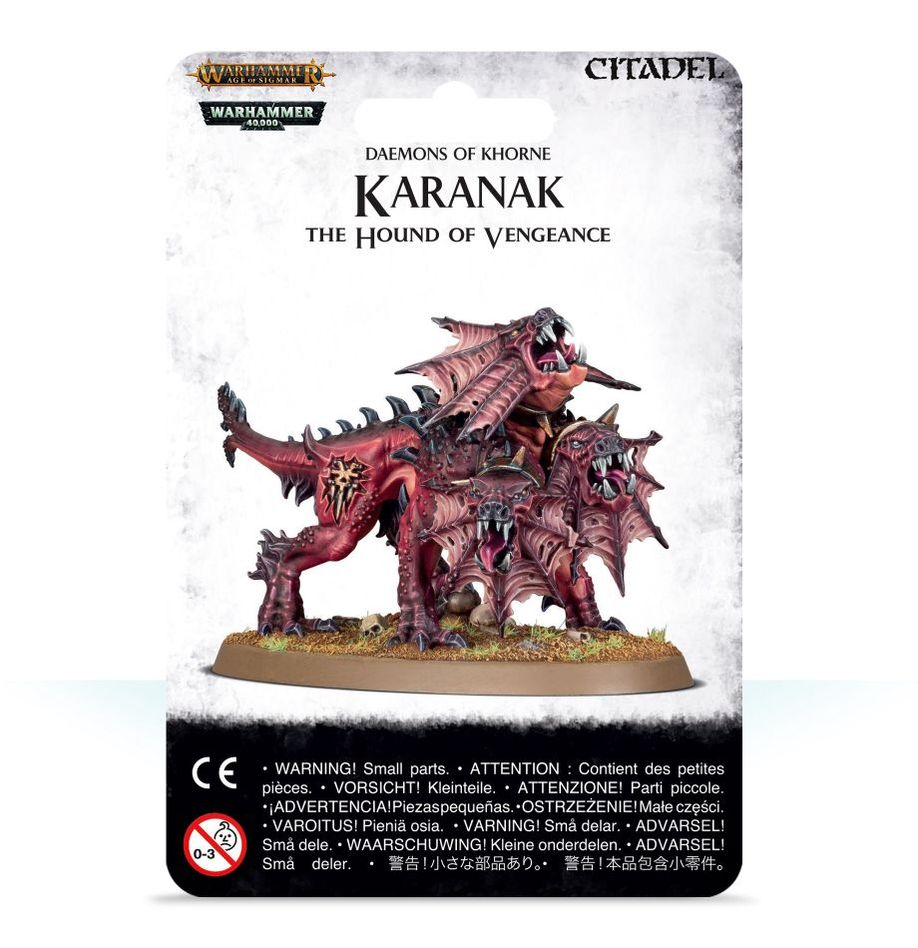 WARHAMMER
AGE OF SIGMAR
CITADEL
WARHAMMER
40,000
DAEMONS OF KHORNE
KARANAK
THE HOUND OF VENGEANCE
CE
• WARNING! Small parts. • ATTENTION : Contient des petites
pièces. • VORSICHT! Kleinteile. • ATTENZIONE! Parti piccole.
•¡ADVERTENCIA!Piezaspequeñas.•OSTRZEŻENIE!Małe części.
• VAROITUS! Pieniä osia. • VARNING! Små delar. • ADVARSEL!
0-3
Små dele. • WAARSCHUWING! Kleine onderdelen. • ADVARSEL!
Små deler. • 警告!小さな部品あり。• 警告!本品包含小零件。